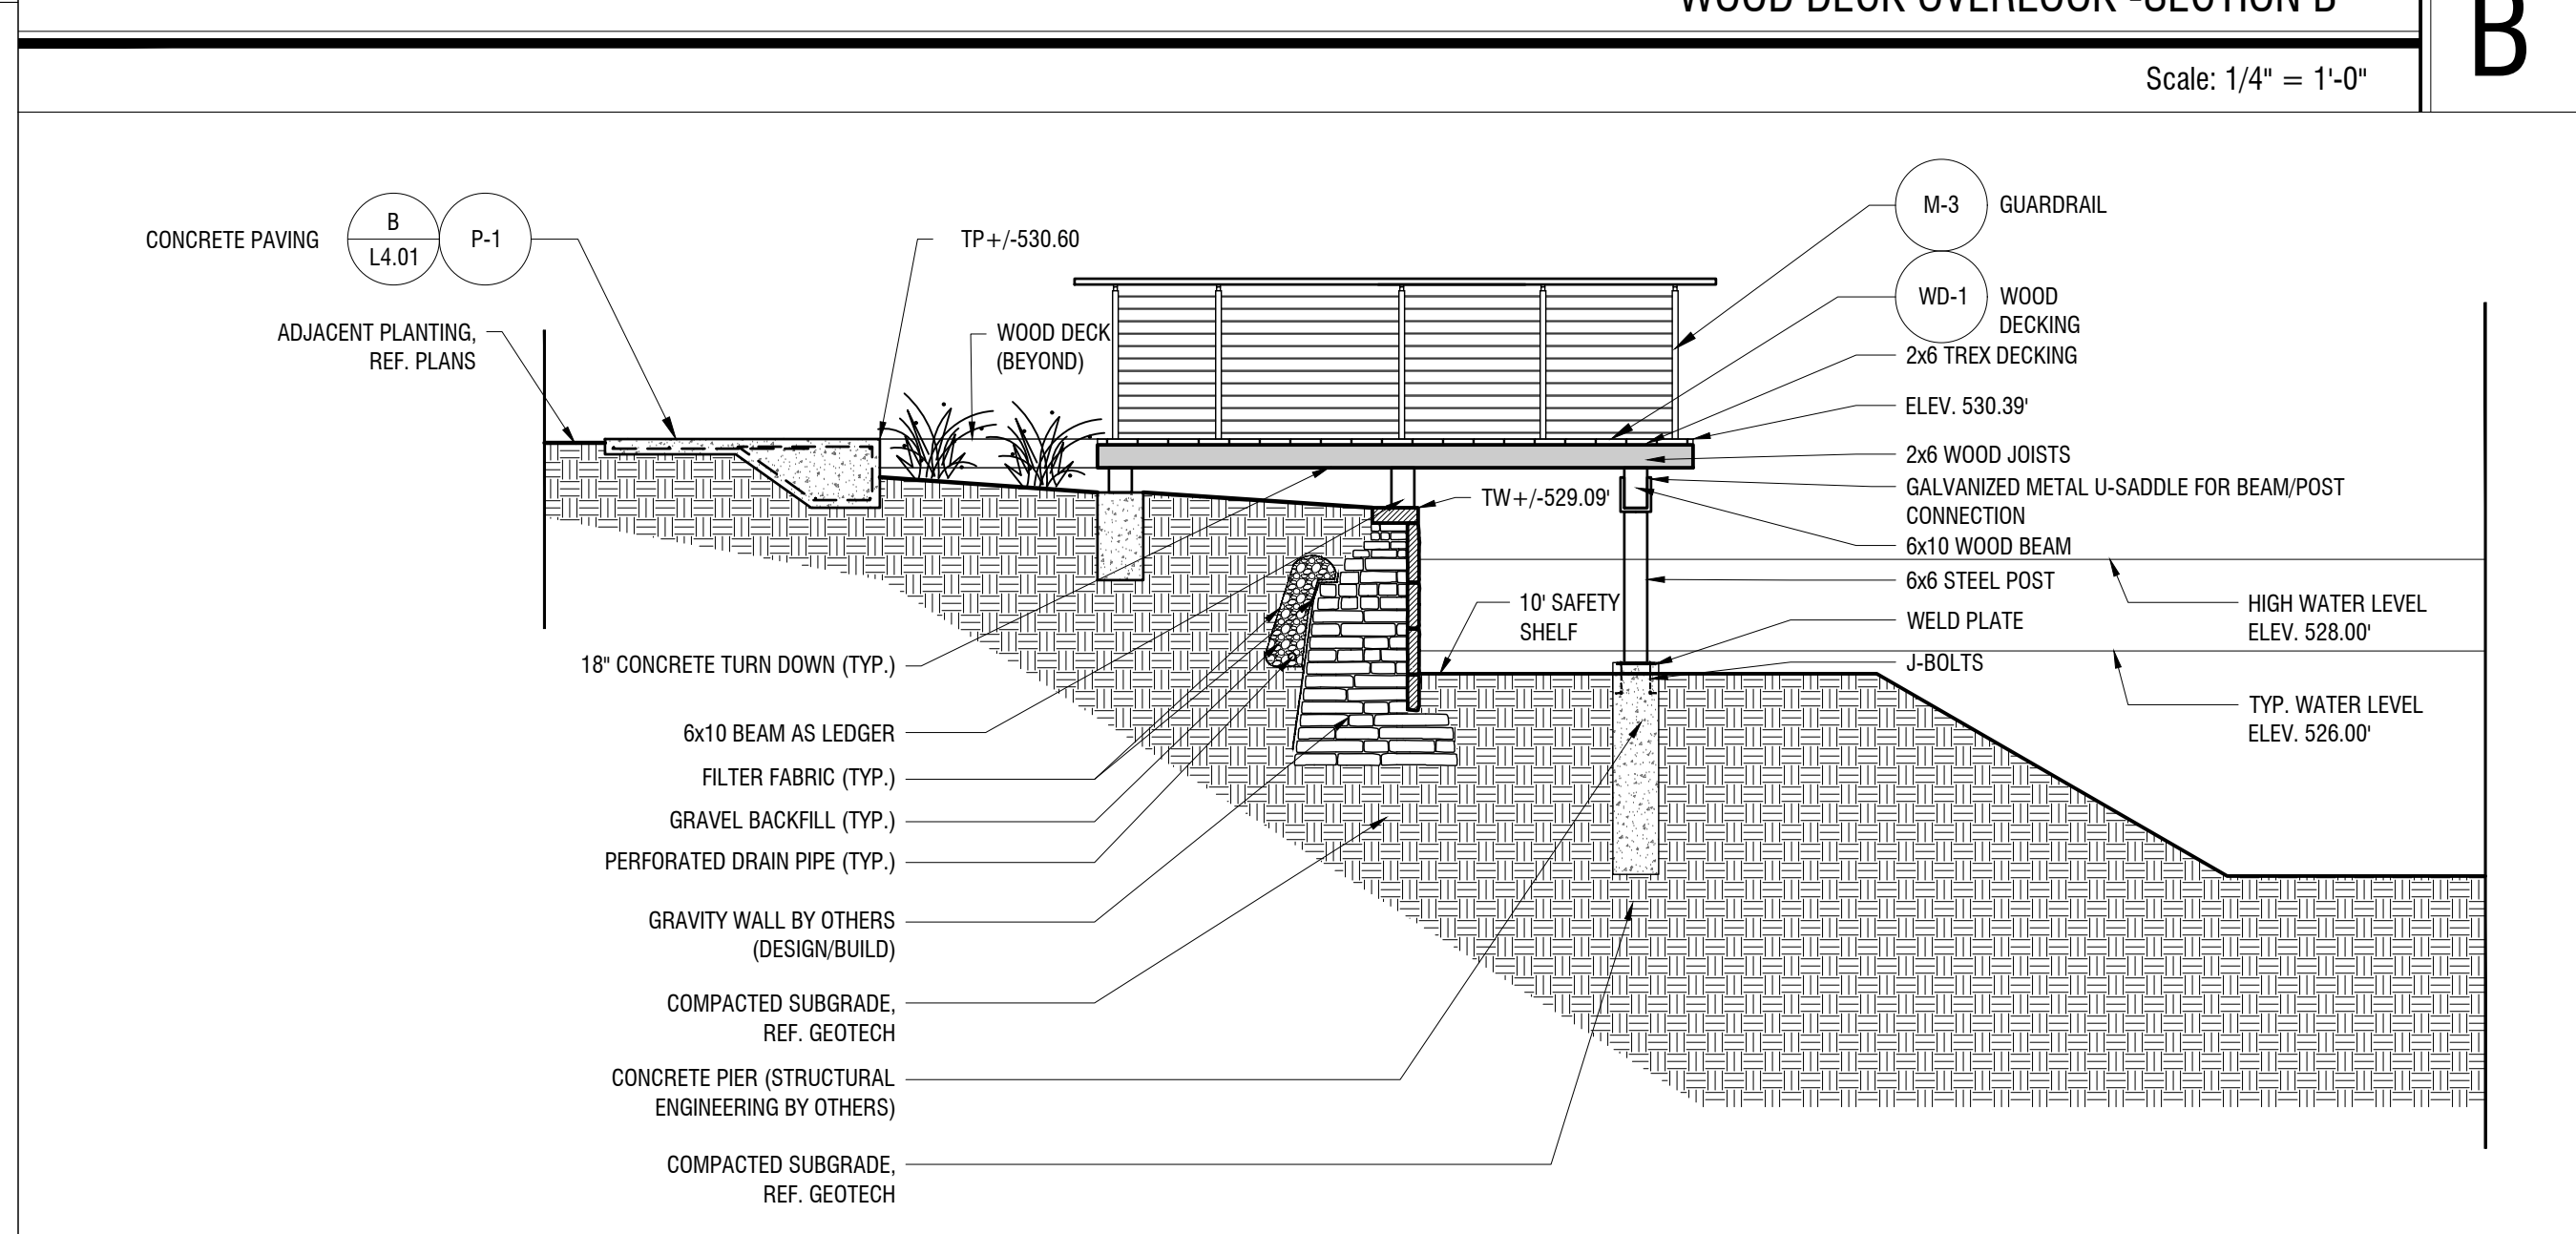 WOOD DECK OVERLOOK -SECTION B
B
Scale: 1/4" = 1'-0"
CONCRETE PAVING
B
L4.01
P-1
TP+/-530.60
M-3
GUARDRAIL
WD-1
WOOD
DECKING
ADJACENT PLANTING,
REF. PLANS
WOOD DECK
(BEYOND)
2x6 TREX DECKING
ELEV. 530.39'
2x6 WOOD JOISTS
GALVANIZED METAL U-SADDLE FOR BEAM/POST
CONNECTION
TW+/-529.09'
6x10 WOOD BEAM
6x6 STEEL POST
10' SAFETY
SHELF
HIGH WATER LEVEL
ELEV. 528.00'
WELD PLATE
J-BOLTS
TYP. WATER LEVEL
ELEV. 526.00'
18" CONCRETE TURN DOWN (TYP.)
6x10 BEAM AS LEDGER
FILTER FABRIC (TYP.)
GRAVEL BACKFILL (TYP.)
PERFORATED DRAIN PIPE (TYP.)
GRAVITY WALL BY OTHERS
(DESIGN/BUILD)
COMPACTED SUBGRADE,
REF. GEOTECH
CONCRETE PIER (STRUCTURAL
ENGINEERING BY OTHERS)
COMPACTED SUBGRADE,
REF. GEOTECH